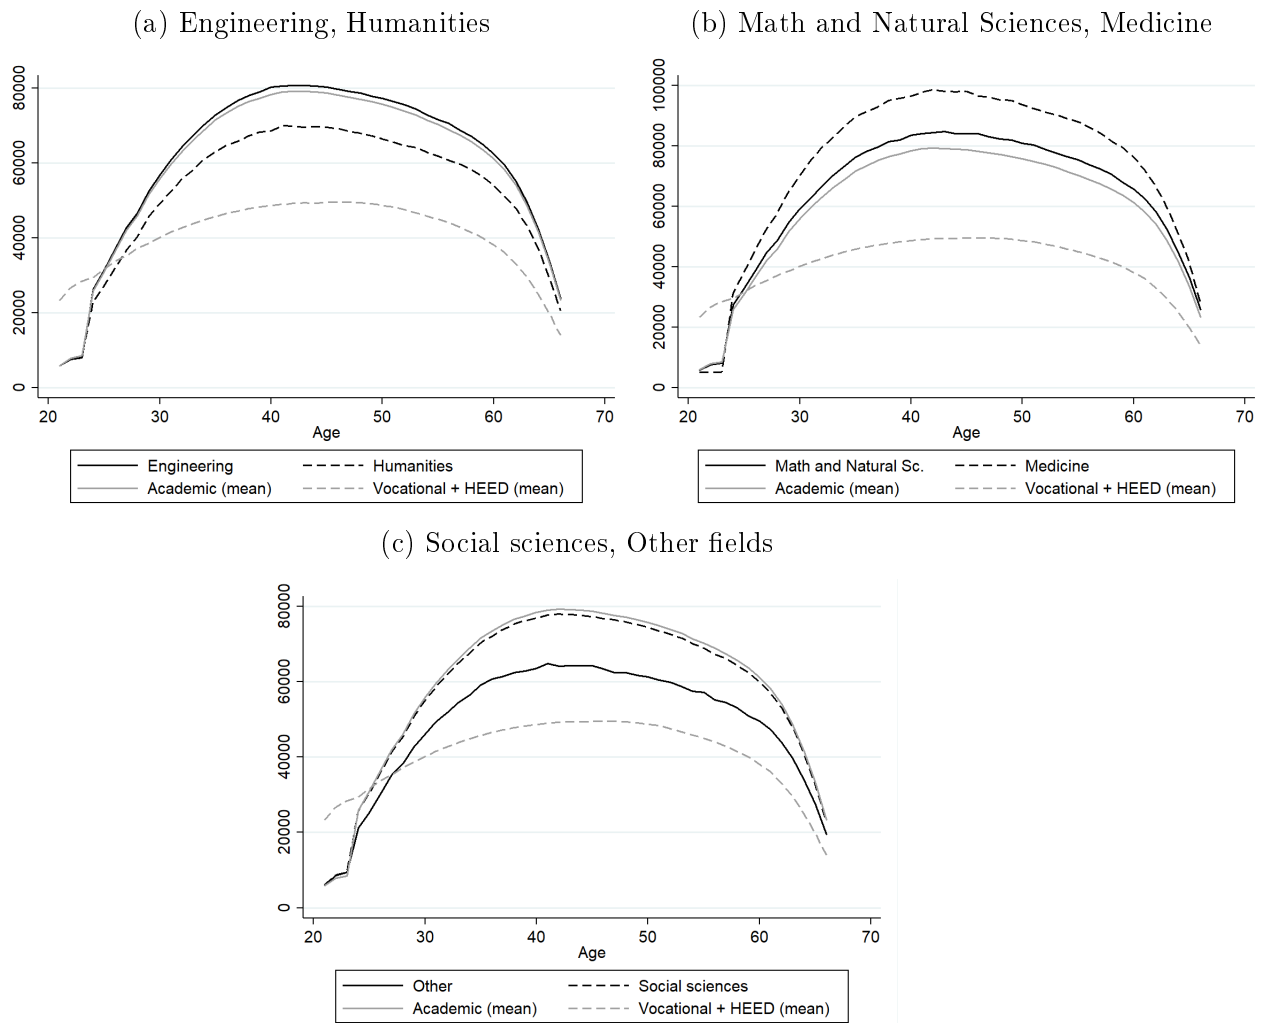 (a) Engineering, Humanities
80000
60000
40000
20000
0
20 30 40 50 60 70
Age
Engineering Humanities
Academic (mean) Vocational + HEED (mean)
(b) Math and Natural Sciences, Medicine
100000
80000
60000
40000
20000
0
20 30 40 50 60 70
Age
Math and Natural Sc. Medicine
Academic (mean) Vocational + HEED (mean)
(c) Social sciences, Other fields
80000
60000
40000
20000
0
20 30 40 50 60 70
Age
Other Social sciences
Academic (mean) Vocational + HEED (mean)